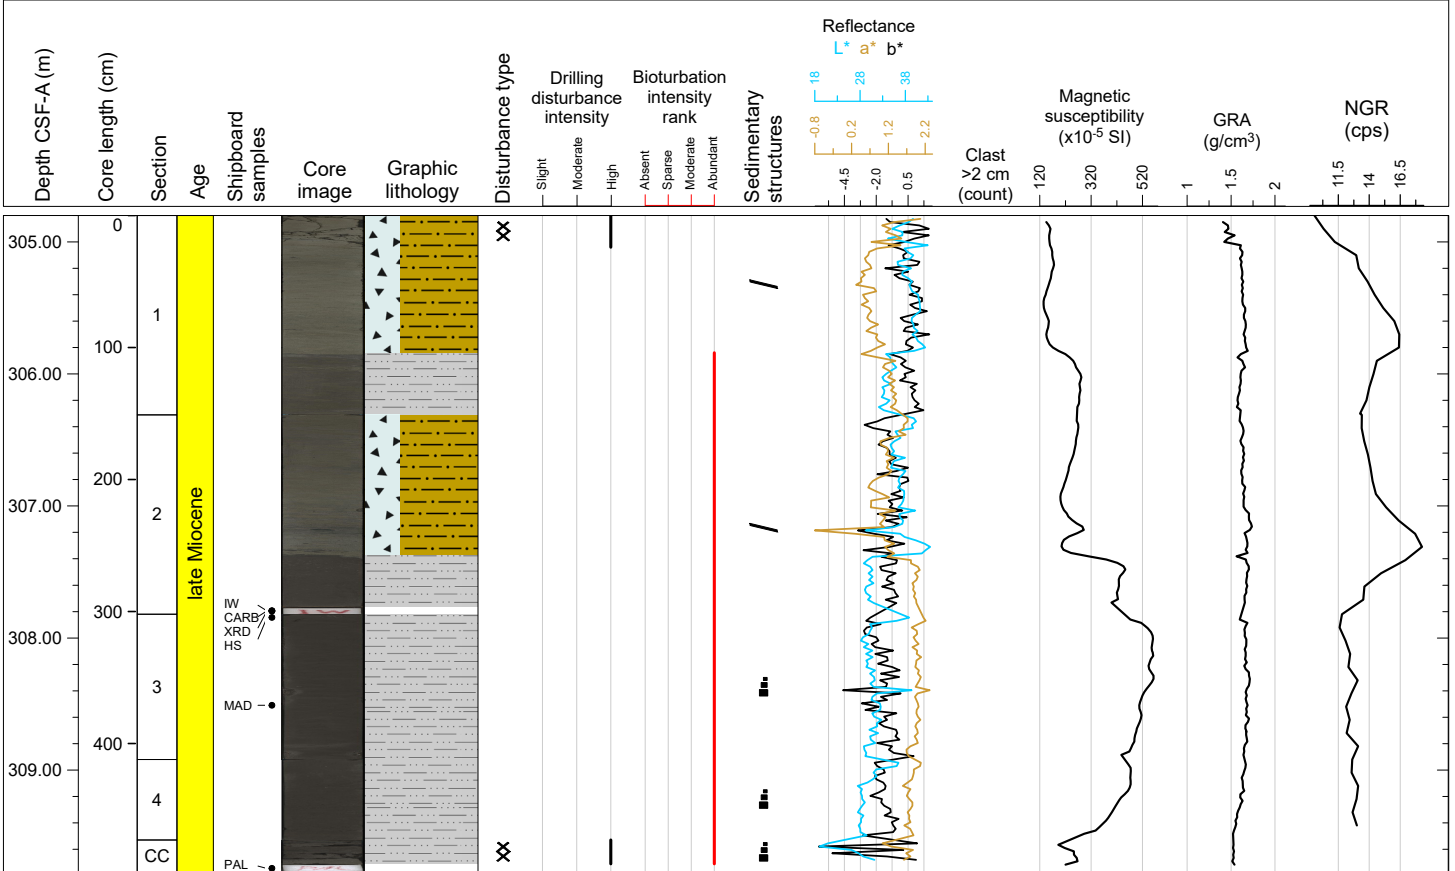 Depth CSF-A (m)
Core length (cm)
Section
Age
Shipboard
samples
Core
image
Graphic
lithology
Disturbance type
Drilling
disturbance
intensity
Slight
Moderate
High
Bioturbation
intensity
rank
Absent
Sparse
Moderate
Abundant
Sedimentary
structures
Reflectance
L* a* b*
18 28 38
-0.8 0.2 1.2 2.2
-4.5 -2.0 0.5
Clast
>2 cm
(count)
Magnetic
susceptibility
(x10-5 SI)
120 320 520
GRA
(g/cm3)
1 1.5 2
NGR
(cps)
11.5 14 16.5
0
305.00
1
100
306.00
200
307.00
2
late Miocene
300
IW
CARB
XRD
HS
308.00
3
MAD
400
309.00
4
CC
PAL